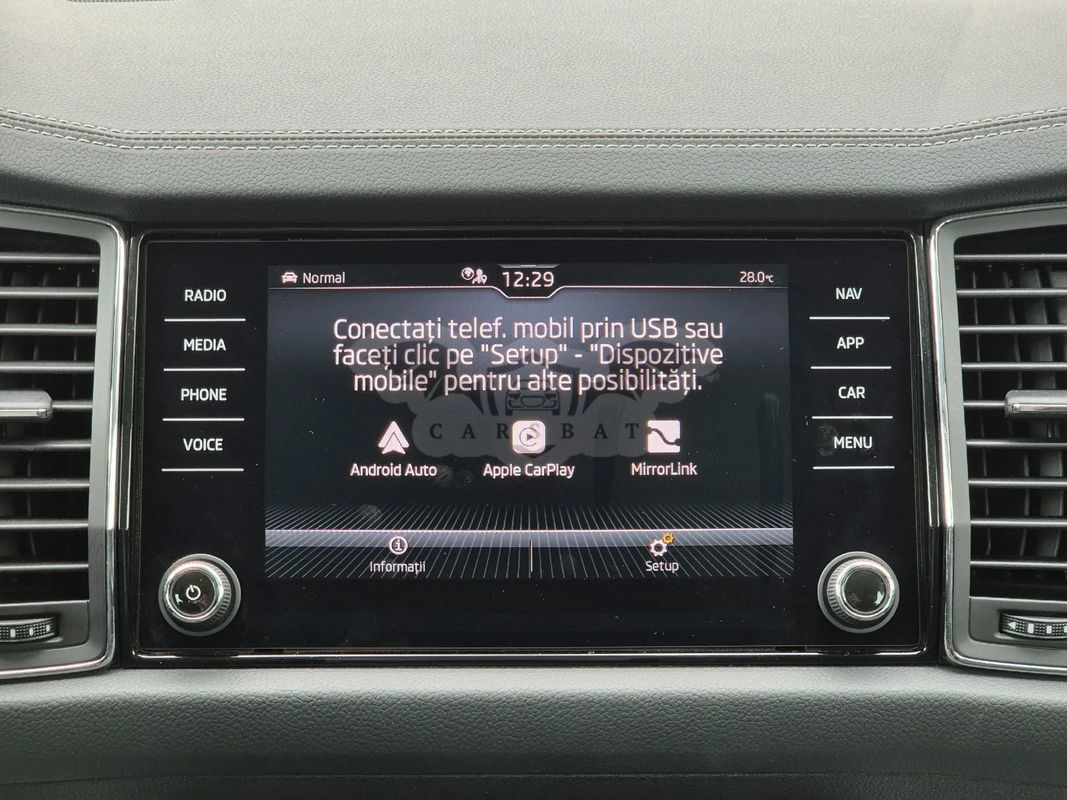 Normal
12:29
28.0°C
RADIO
MEDIA
PHONE
VOICE
Conectați telef. mobil prin USB sau
faceți clic pe "Setup" - "Dispozitive
mobile" pentru alte posibilități.
CAROBAT
Android Auto
Apple CarPlay
MirrorLink
Informații
Setup
NAV
APP
CAR
MENU